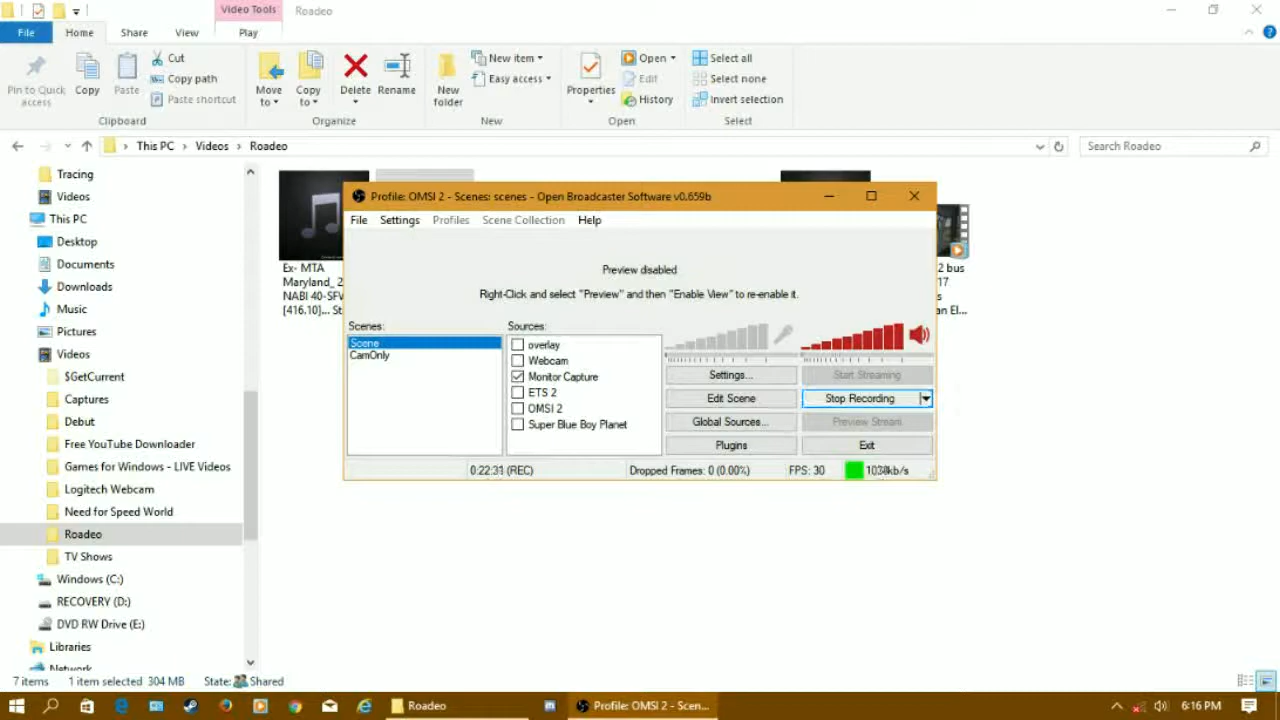 Video Tools
Roadeo
File
Home
Share
View
Play
Pin to Quick access
Copy
Paste
Cut
Copy path
Paste shortcut
Clipboard
Move to
Copy to
Delete
Rename
Organize
New folder
New item
Easy access
New
Properties
Open
Edit
History
Open
Select all
Select none
Invert selection
Select
This PC
Videos
Roadeo
Search Roadeo
Tracing
Videos
This PC
Desktop
Documents
Downloads
Music
Pictures
Videos
$GetCurrent
Captures
Debut
Free YouTube Downloader
Games for Windows - LIVE Videos
Logitech Webcam
Need for Speed World
Roadeo
TV Shows
Windows (C:)
RECOVERY (D:)
DVD RW Drive (E:)
Libraries
Network
Ex- MTA
Maryland_ 2
NABI 40-SFV
[416.10]... St
2 bus
17
s
an El...
Profile: OMSI 2 - Scenes: scenes - Open Broadcaster Software v0.659b
File
Settings
Profiles
Scene Collection
Help
Preview disabled
Right-Click and select "Preview" and then "Enable View" to re-enable it.
Scenes:
Scene
CamOnly
Sources:
overlay
Webcam
Monitor Capture
ETS 2
OMSI 2
Super Blue Boy Planet
Settings...
Start Streaming
Edit Scene
Stop Recording
Global Sources...
Preview Stream
Plugins
Exit
0:22:31 (REC)
Dropped Frames: 0 (0.00%)
FPS: 30
7 items
1 item selected 304 MB
State:
Shared
Roadeo
Profile: OMSI 2 - Scen...
6:16 PM